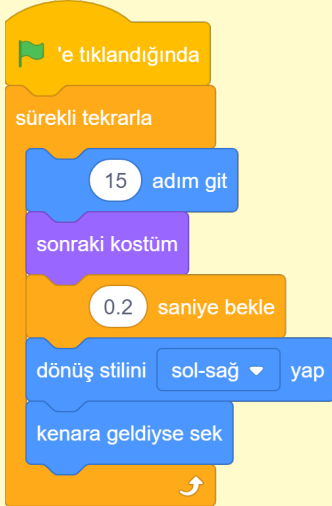 'e tıklandığında
sürekli tekrarla
15 adım git
sonraki kostüm
0.2 saniye bekle
dönüş stilini sol-sağ yap
kenara geldiyse sek